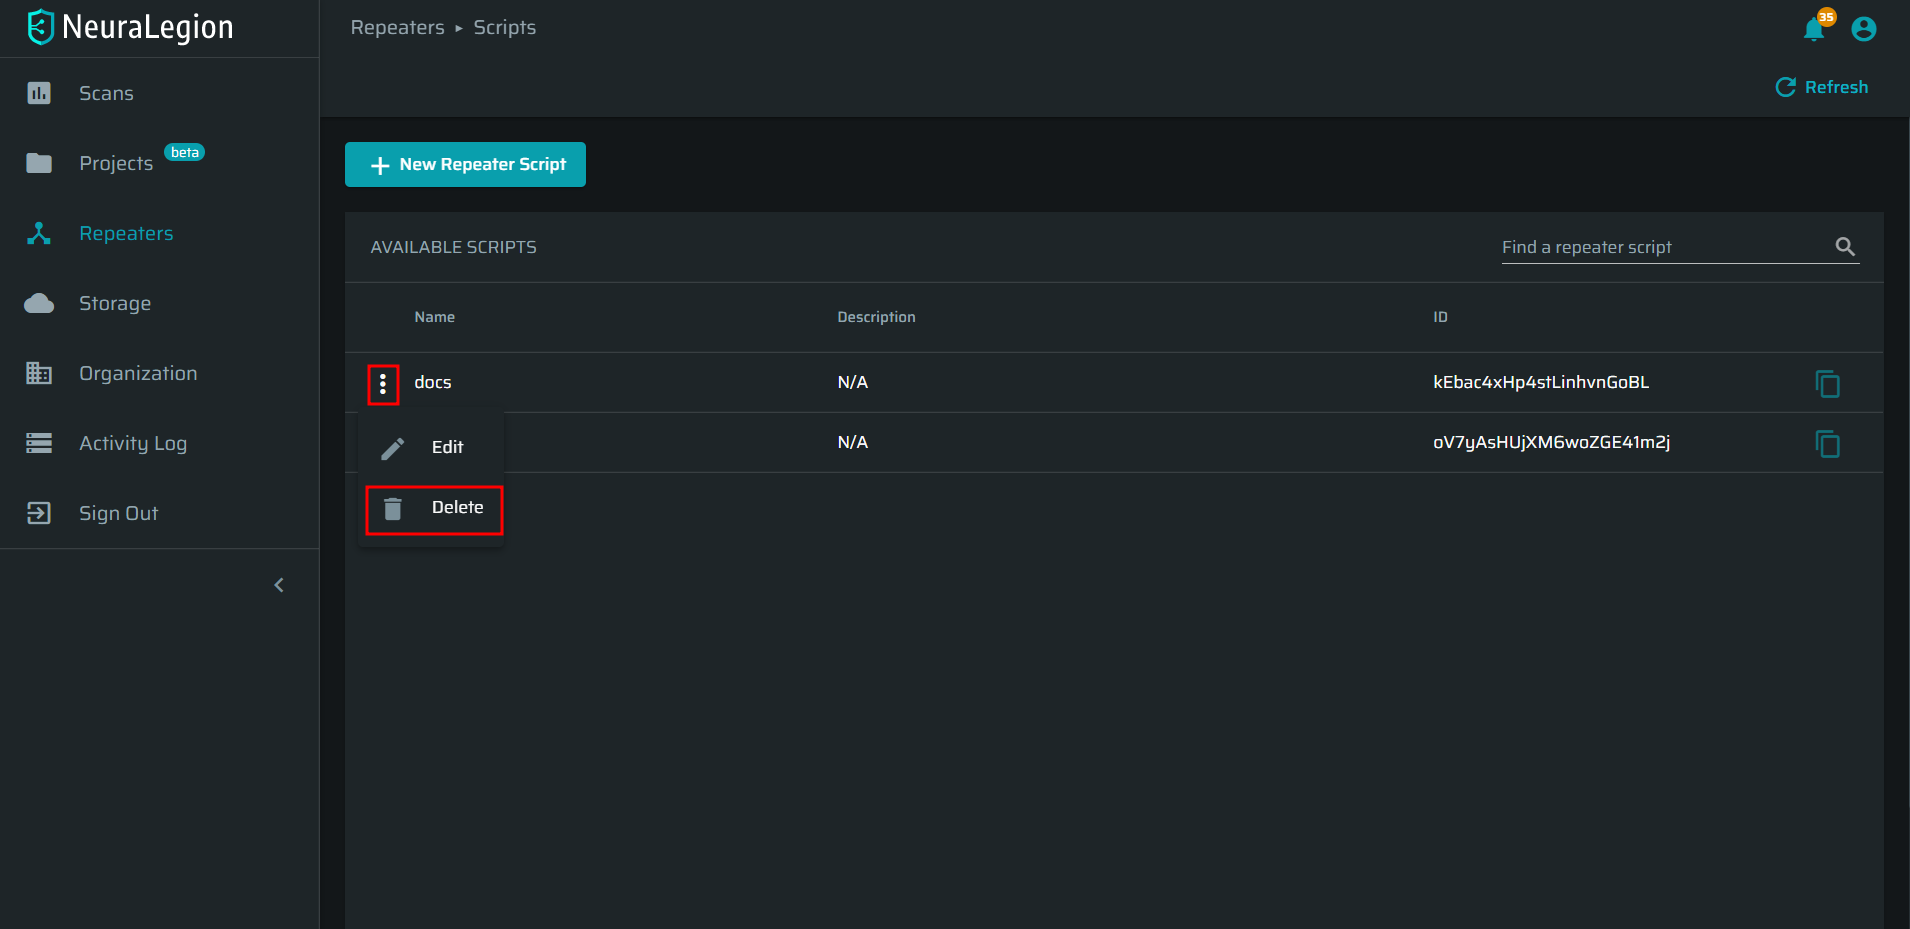 NeuraLegion
Repeaters ▸ Scripts
35
Refresh
Scans
Projects beta
Repeaters
Storage
Organization
Activity Log
Sign Out
New Repeater Script
AVAILABLE SCRIPTS
Find a repeater script
Name Description ID
docs N/A kEbac4xHp4stLinhvnGoBL
N/A oV7yAsHUjXM6woZGE41m2j
Edit
Delete